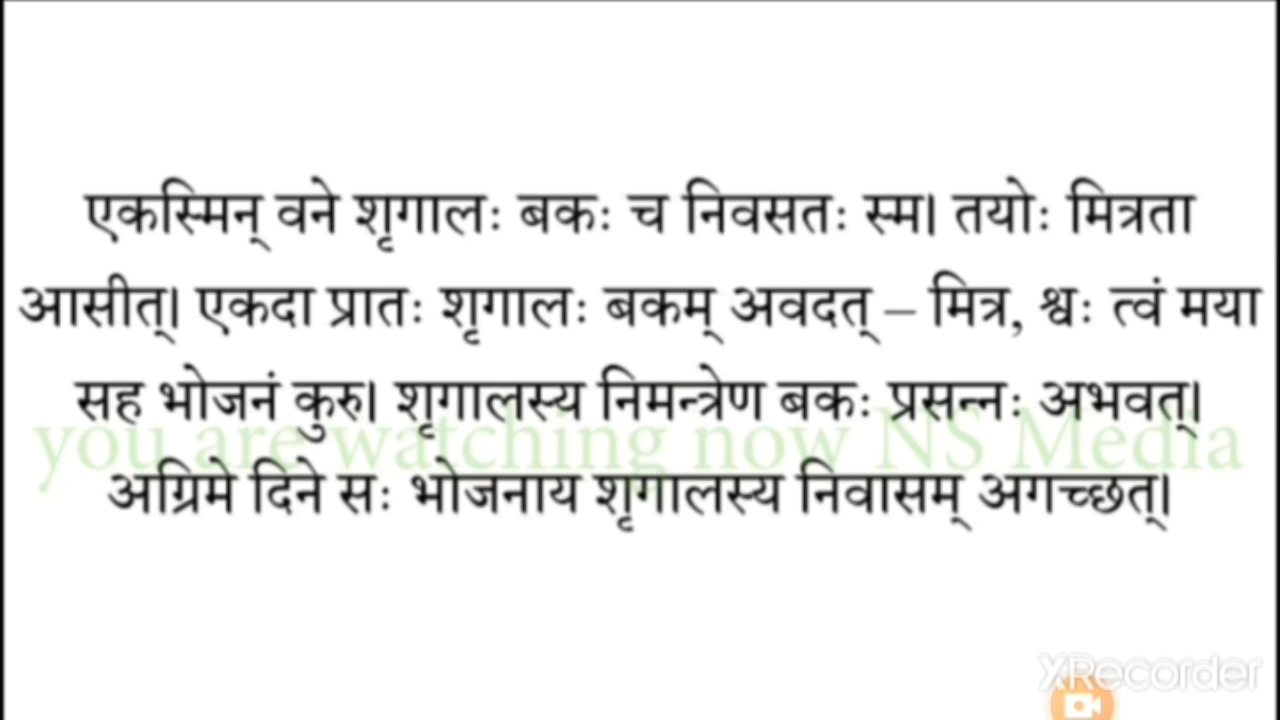 एकस्मिन् वने शृगालः बकः च निवसतः स्म। तयोः मित्रता
आसीत्। एकदा प्रातः शृगालः बकम् अवदत् – मित्र, श्वः त्वं मया
सह भोजनं कुरु। शृगालस्य निमन्त्रेण बकः प्रसन्नः अभवत्।
you are watching now NS Media
अग्रिमे दिने सः भोजनाय शृगालस्य निवासम् अगच्छत्।
XRecorder